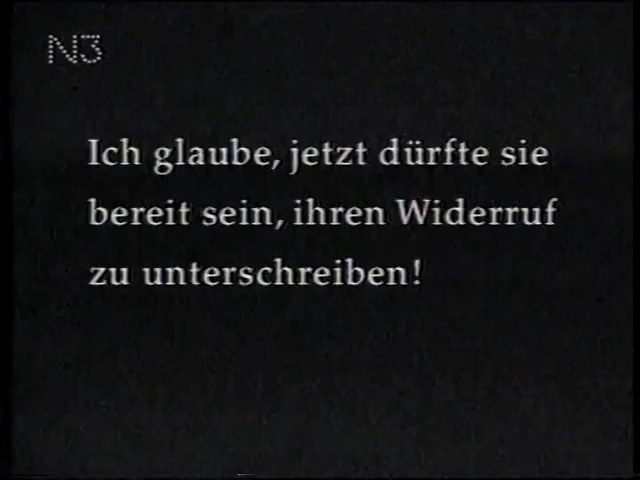 N3
Ich glaube, jetzt dürfte sie
bereit sein, ihren Widerruf
zu unterschreiben!